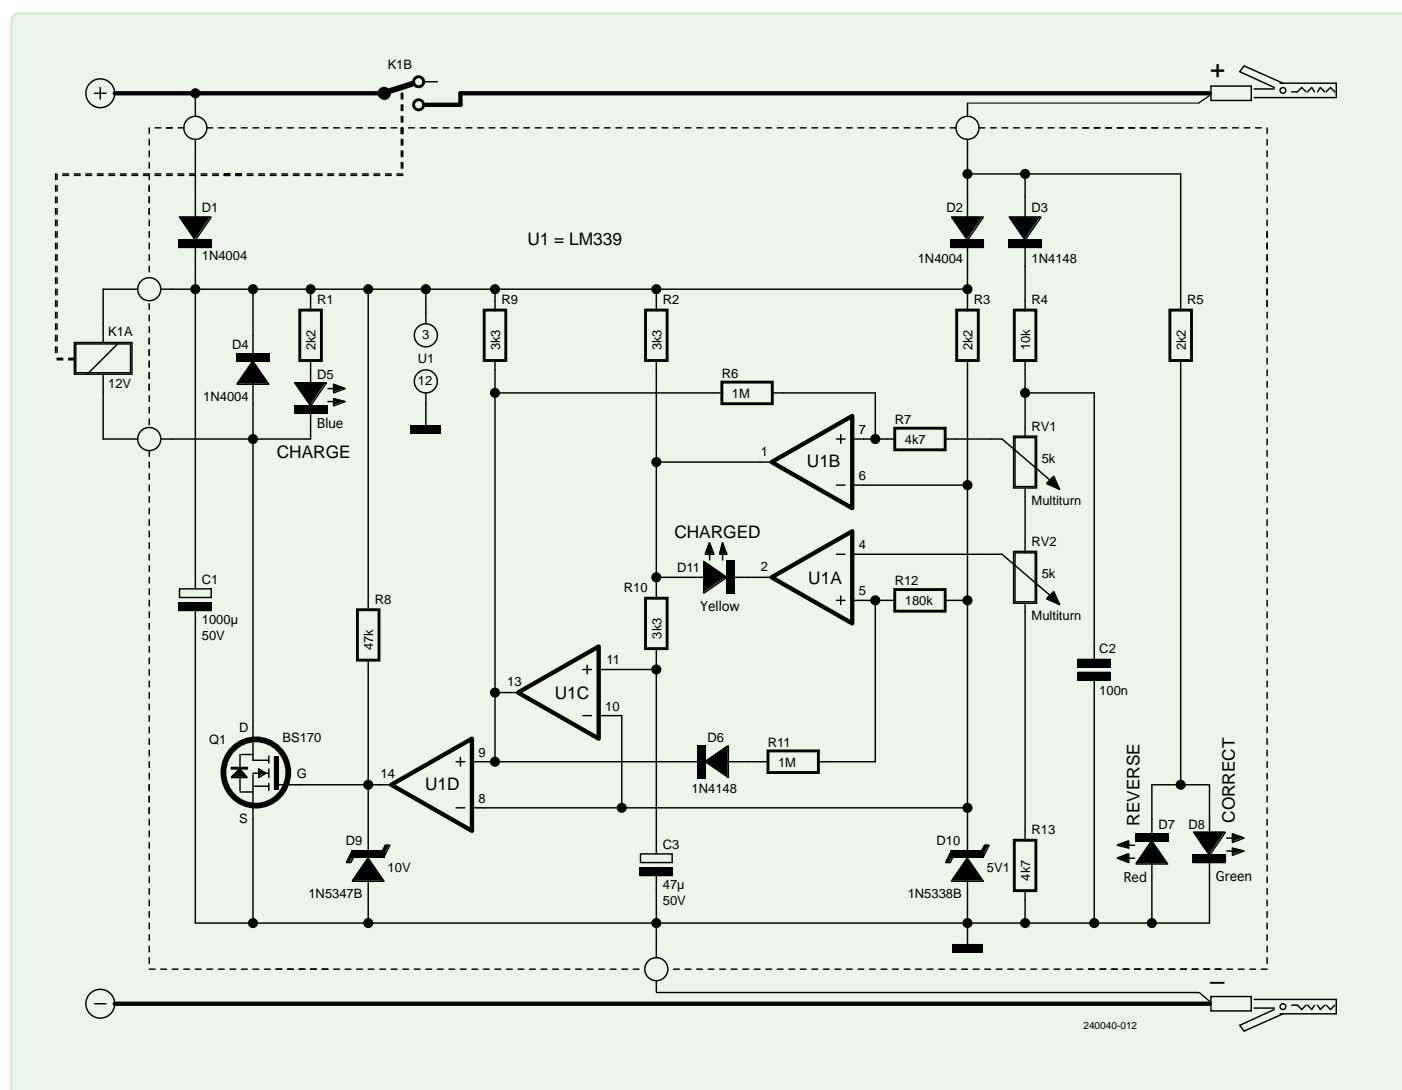 K1B
+
+
D1
1N4004
U1 = LM339
D2
1N4004
D3
1N4148
K1A
12V
D4
1N4004
R1
2k2
D5
Blue
CHARGE
3
U1
12
R9
3k3
R2
3k3
R3
2k2
R4
10k
R5
2k2
R6
1M
R7
4k7
RV1
5k
Multiturn
1
U1B
+
7
−
6
CHARGED
D11
Yellow
2
U1A
−
4
+
5
R12
180k
RV2
5k
Multiturn
C1
1000µ
50V
R8
47k
R10
3k3
13
U1C
+
11
−
10
C2
100n
Q1
D
BS170
G
S
14
U1D
+
9
−
8
D6
1N4148
R11
1M
D9
10V
1N5347B
C3
47µ
50V
D10
5V1
1N5338B
R13
4k7
REVERSE
D7
Red
CORRECT
D8
Green
−
−
240040-012